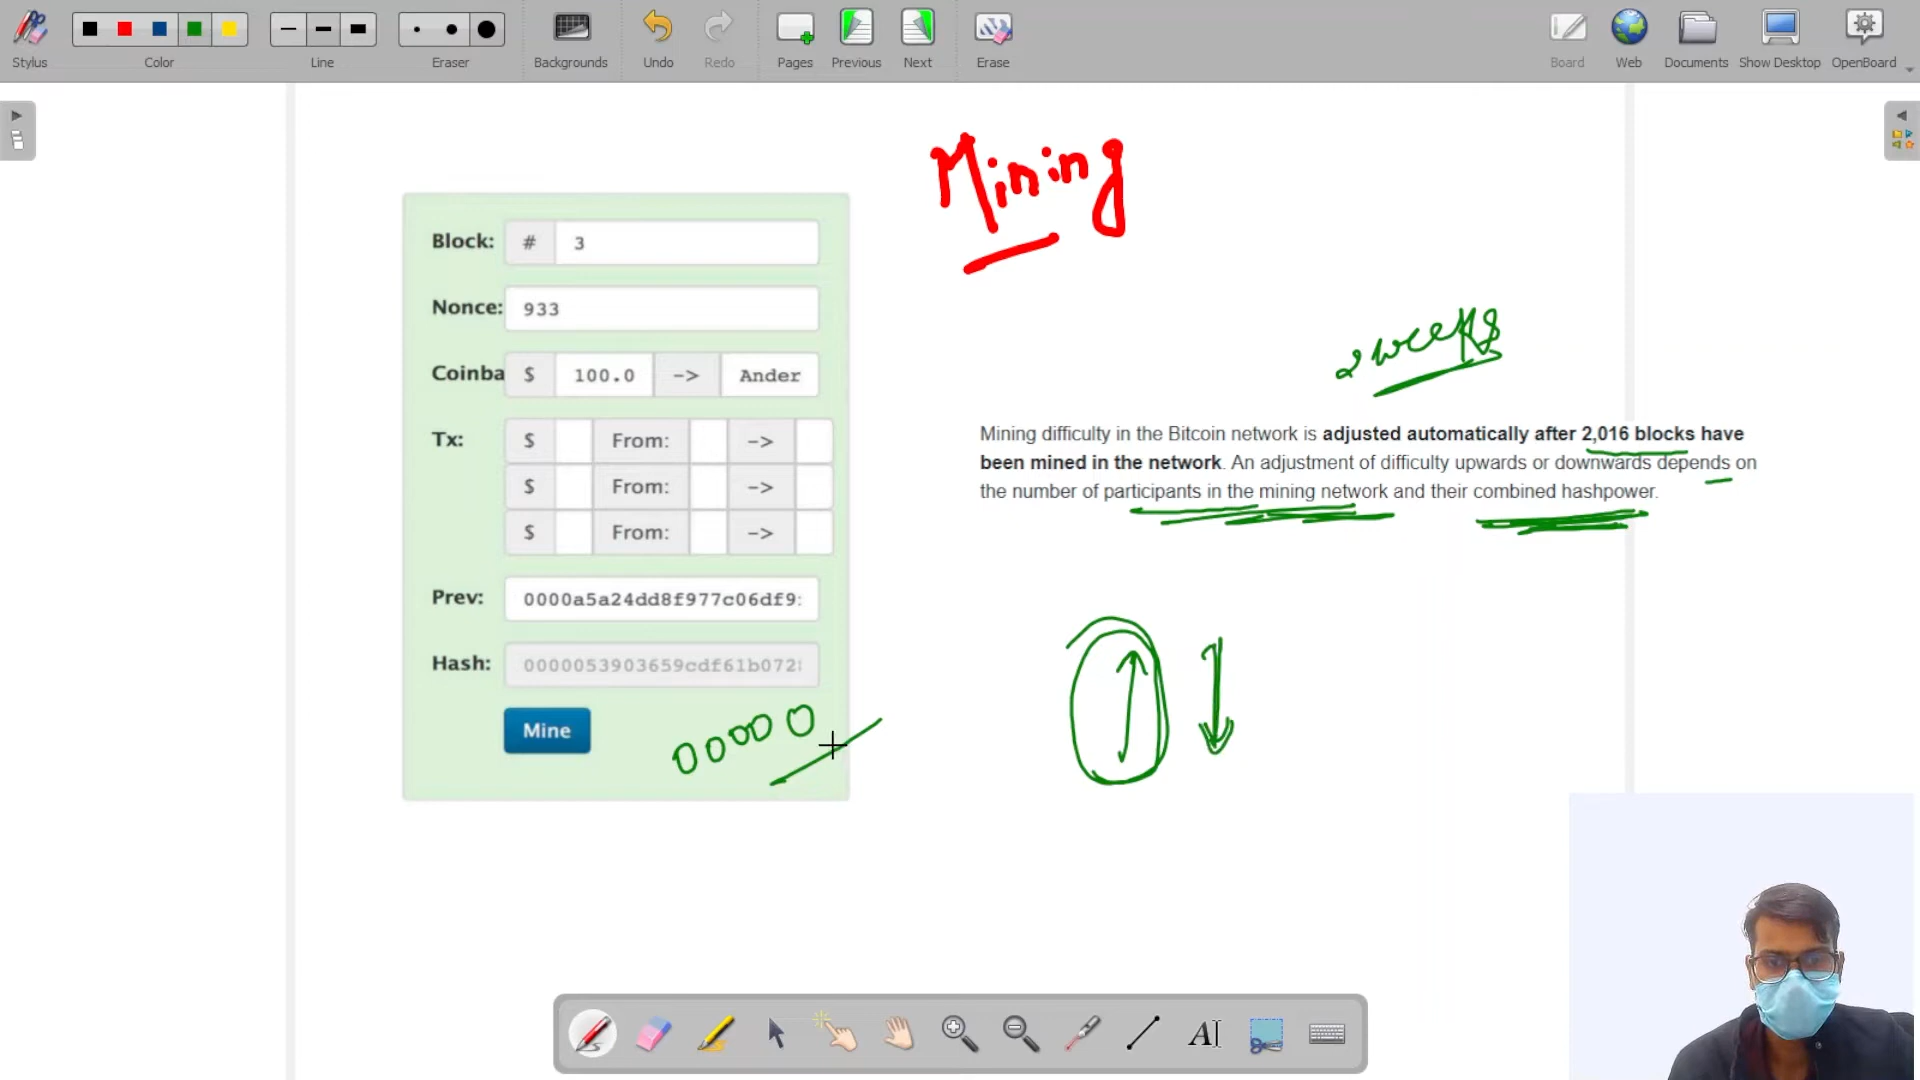 Stylus
Color
Line
Eraser
Backgrounds
Undo
Redo
Pages
Previous
Next
Erase
Board
Web
Documents
Show Desktop
OpenBoard
Mining
Block: # 3
Nonce: 933
Coinba $ 100.0 -> Ander
Tx: $ From: ->
$ From: ->
$ From: ->
Prev: 0000a5a24dd8f977c06df9:
Hash: 0000053903659cdf61b072
Mine
00000
2 weeks
Mining difficulty in the Bitcoin network is adjusted automatically after 2,016 blocks have
been mined in the network. An adjustment of difficulty upwards or downwards depends on
the number of participants in the mining network and their combined hashpower.
AI